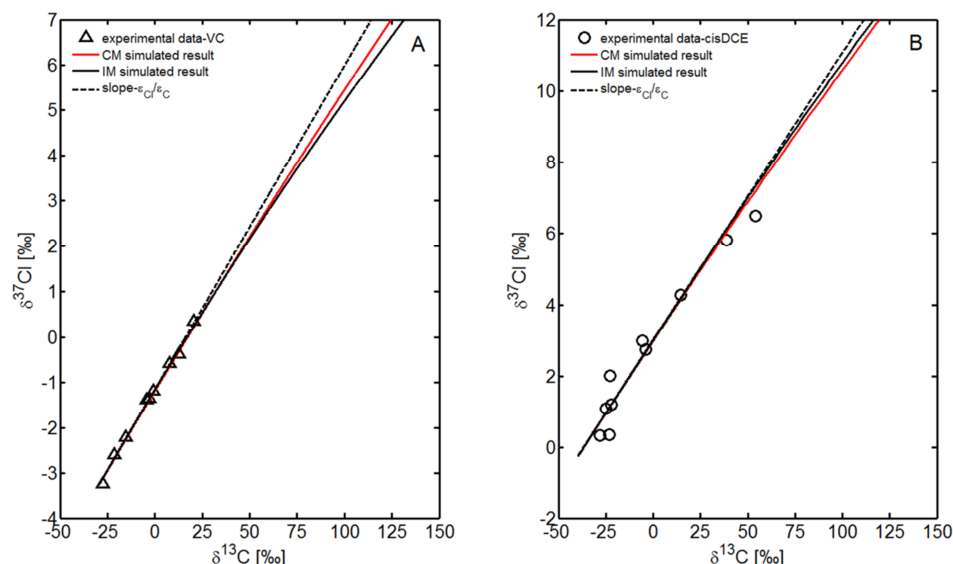 7
6
5
4
3
2
1
0
-1
-2
-3
-4
-50
-25
0
25
50
75
100
125
150
δ37Cl [‰]
δ13C [‰]
experimental data-VC
CM simulated result
IM simulated result
slope-εCl/εC
A
12
10
8
6
4
2
0
-2
-50
-25
0
25
50
75
100
125
150
δ37Cl [‰]
δ13C [‰]
experimental data-cisDCE
CM simulated result
IM simulated result
slope-εCl/εC
B